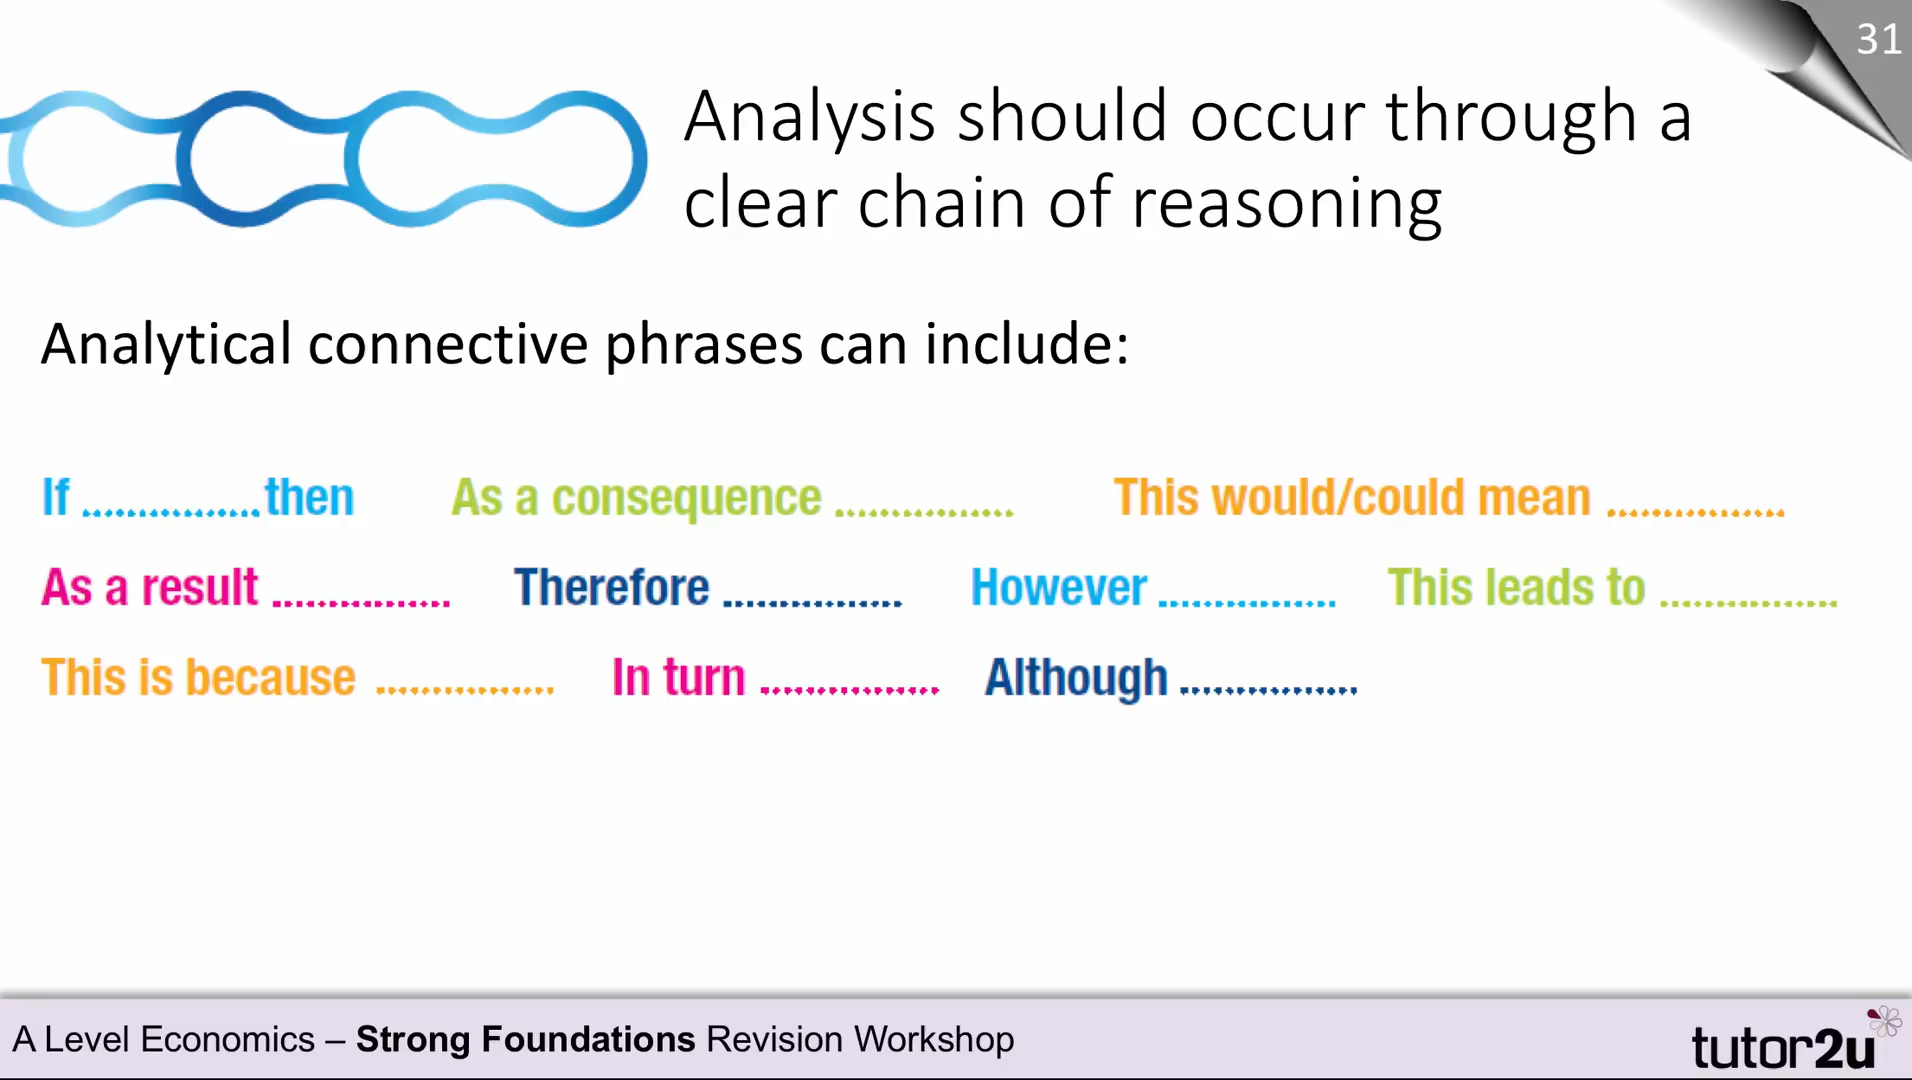 31
Analysis should occur through a
clear chain of reasoning
Analytical connective phrases can include:
If ...............then As a consequence ............... This would/could mean ...............
As a result ............... Therefore ............... However ............... This leads to ...............
This is because ............... In turn ............... Although ...............
A Level Economics – Strong Foundations Revision Workshop
tutor2u